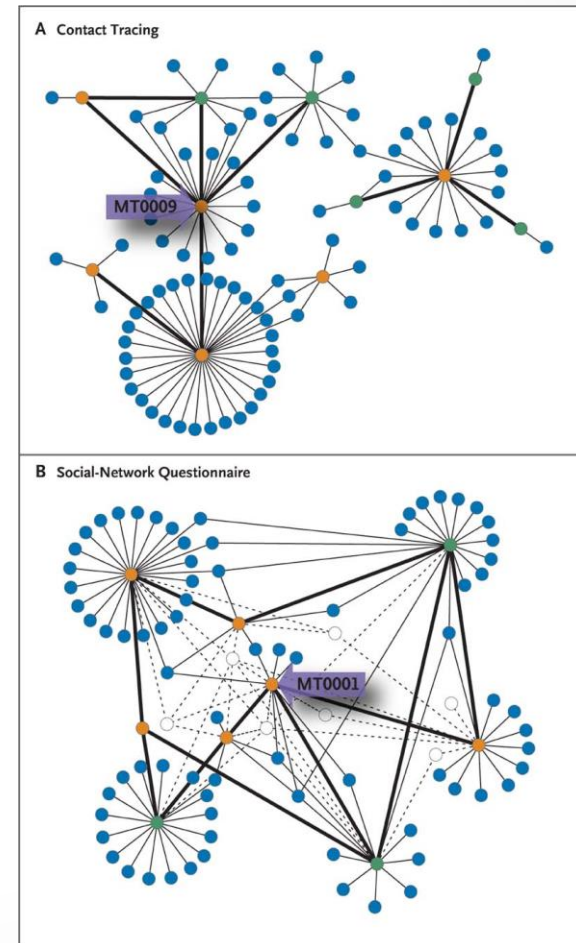 A Contact Tracing
MT0009
B Social-Network Questionnaire
MT0001